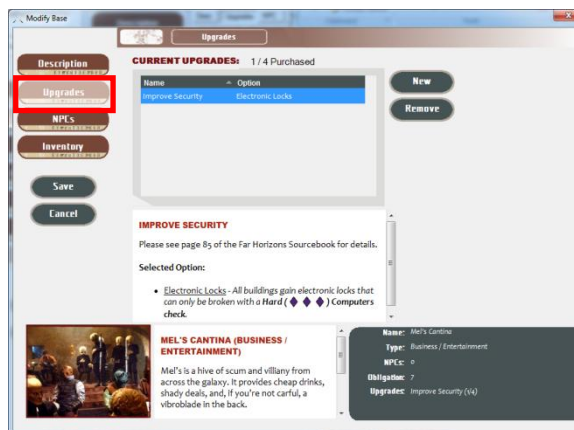 Modify Base
Upgrades
Description
Upgrades
NPCs
Inventory
Save
Cancel
CURRENT UPGRADES: 1 / 4 Purchased
Name Option
Improve Security Electronic Locks
New
Remove
IMPROVE SECURITY
Please see page 85 of the Far Horizons Sourcebook for details.
Selected Option:
• Electronic Locks - All buildings gain electronic locks that
can only be broken with a Hard ( ◆ ◆ ◆ ) Computers
check.
MEL'S CANTINA (BUSINESS /
ENTERTAINMENT)
Mel's is a hive of scum and villiany from
across the galaxy. It provides cheap drinks,
shady deals, and, if you're not carful, a
vibroblade in the back.
Name: Mel's Cantina
Type: Business / Entertainment
NPCs: 0
Obligation: 7
Upgrades: Improve Security (1/4)